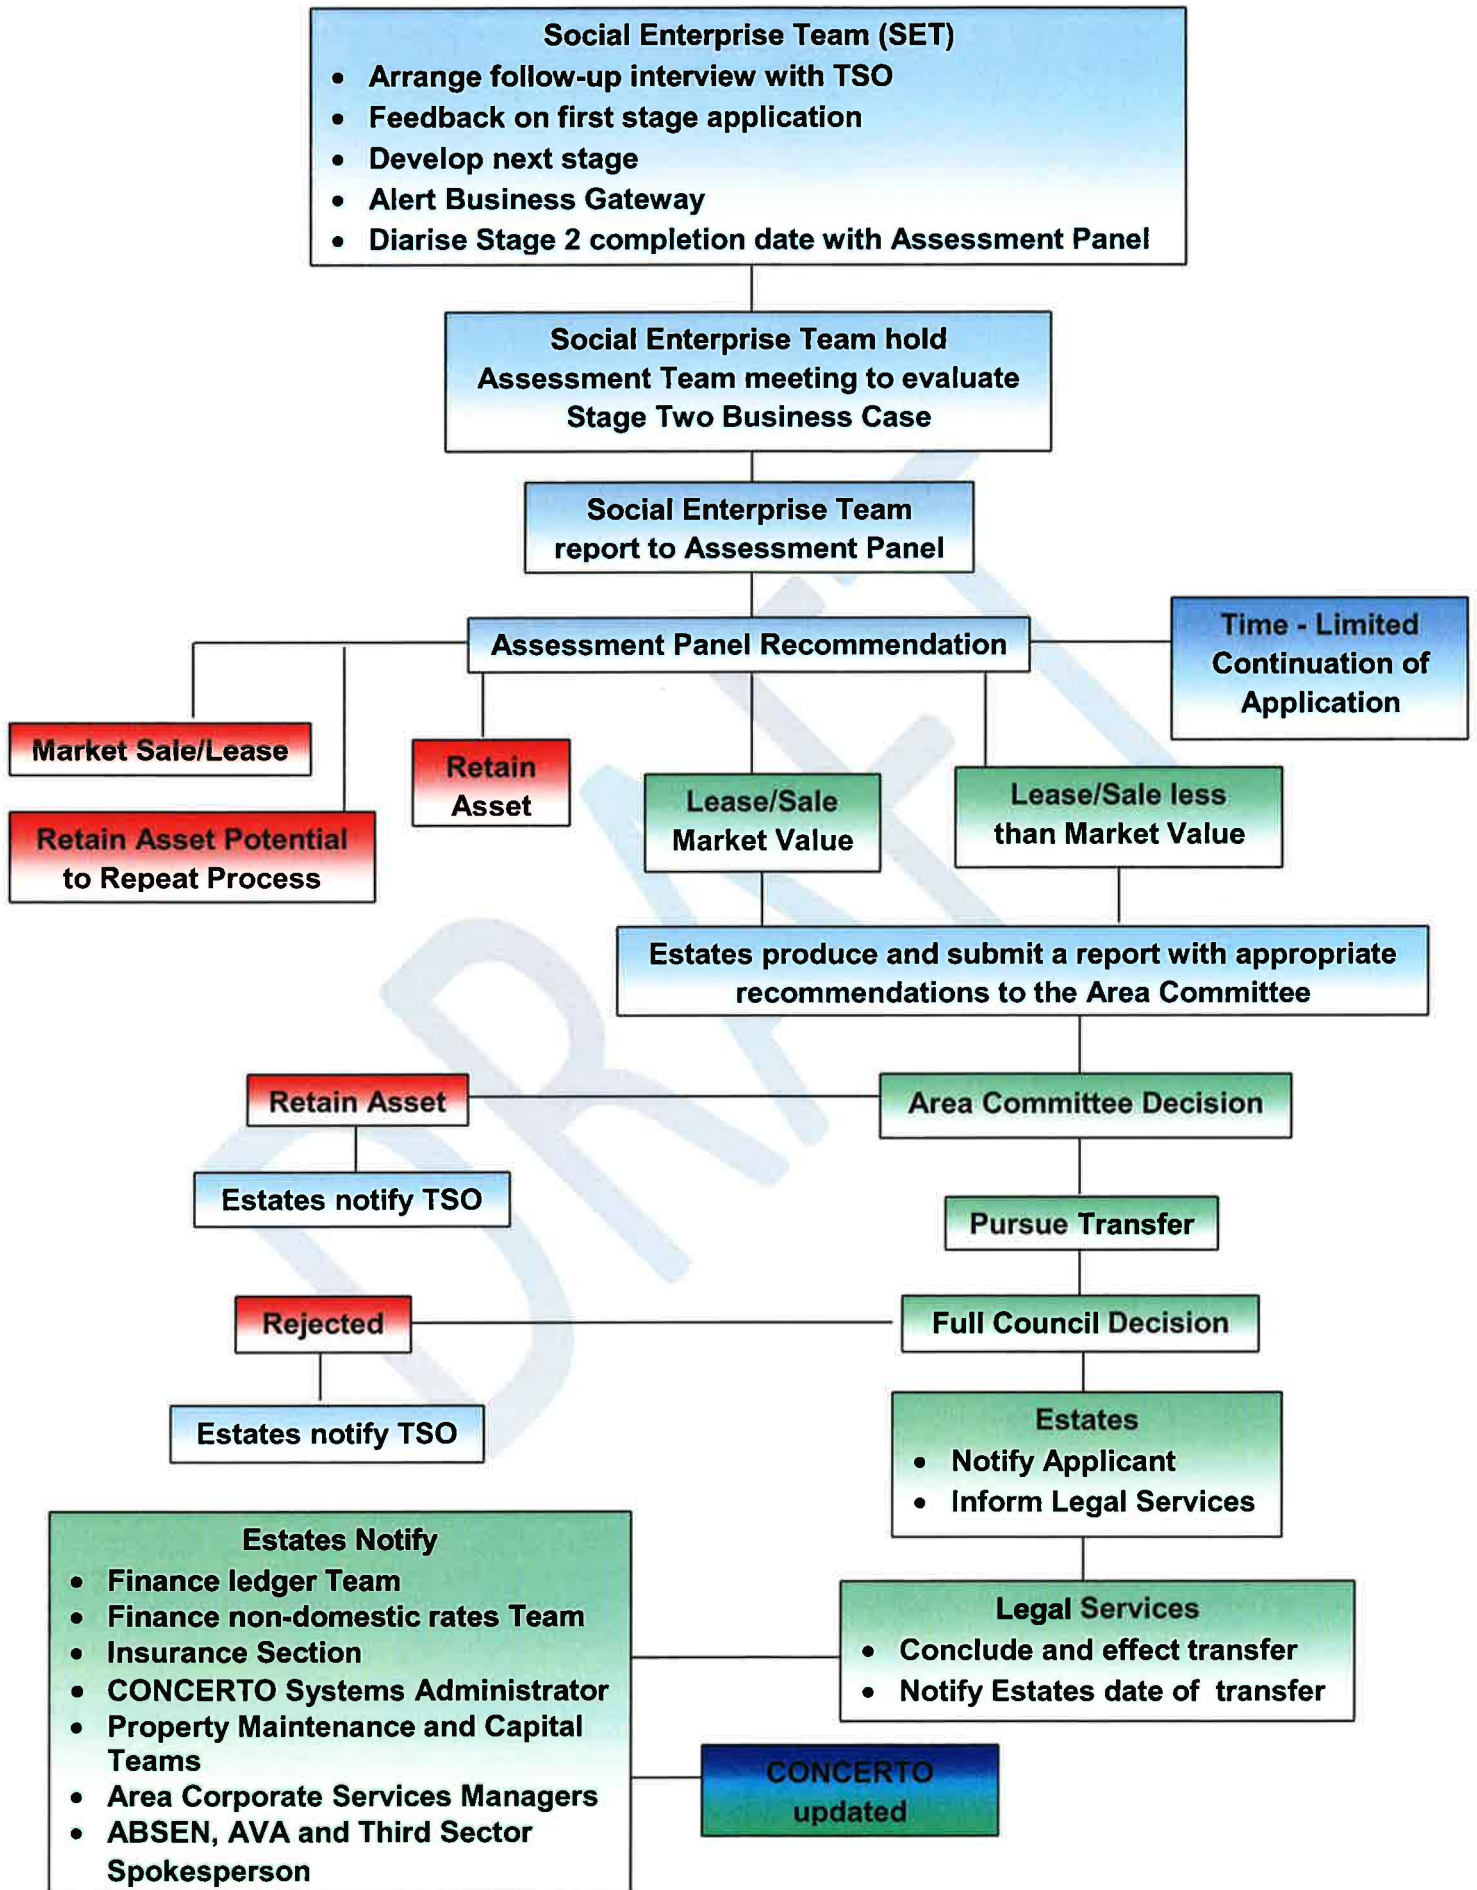 Social Enterprise Team (SET)
• Arrange follow-up interview with TSO
• Feedback on first stage application
• Develop next stage
• Alert Business Gateway
• Diarise Stage 2 completion date with Assessment Panel
Social Enterprise Team hold
Assessment Team meeting to evaluate
Stage Two Business Case
Social Enterprise Team
report to Assessment Panel
Assessment Panel Recommendation
Time - Limited
Continuation of
Application
Market Sale/Lease
Retain Asset Potential
to Repeat Process
Retain
Asset
Lease/Sale
Market Value
Lease/Sale less
than Market Value
Estates produce and submit a report with appropriate
recommendations to the Area Committee
Area Committee Decision
Retain Asset
Estates notify TSO
Pursue Transfer
Full Council Decision
Rejected
Estates notify TSO
Estates
• Notify Applicant
• Inform Legal Services
Legal Services
• Conclude and effect transfer
• Notify Estates date of transfer
Estates Notify
• Finance ledger Team
• Finance non-domestic rates Team
• Insurance Section
• CONCERTO Systems Administrator
• Property Maintenance and Capital
Teams
• Area Corporate Services Managers
• ABSEN, AVA and Third Sector
Spokesperson
CONCERTO
updated
DRAFT